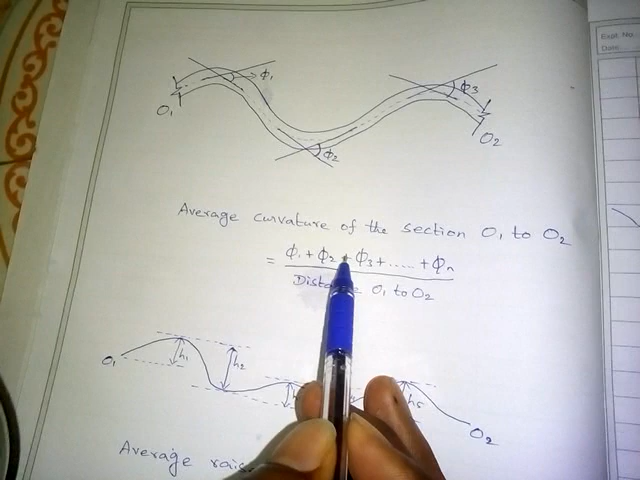 Expt. No.
Date
ϕ1
ϕ3
O1
ϕ2
O2
Average curvature of the section O1 to O2
= ϕ1 + ϕ2 + ϕ3 + ..... + ϕn
O1 to O2
O1
h1
h2
h5
O2
Average